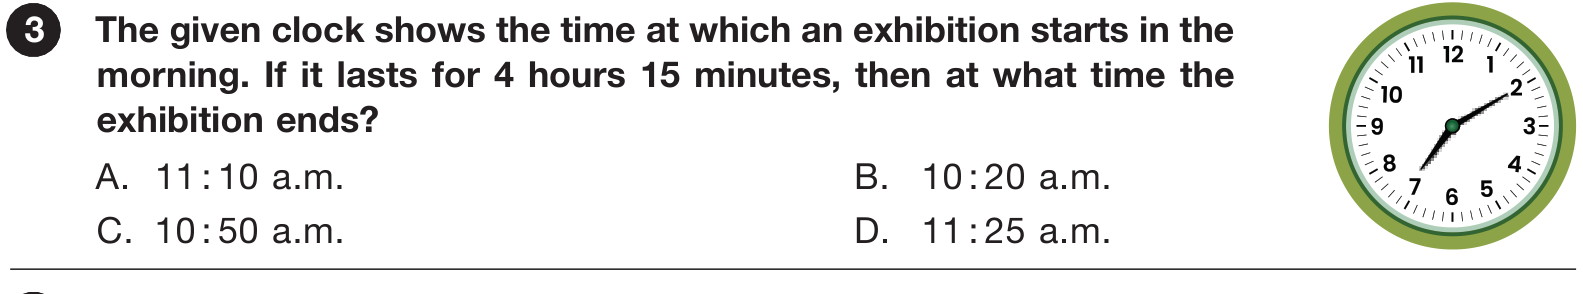 3 The given clock shows the time at which an exhibition starts in the
morning. If it lasts for 4 hours 15 minutes, then at what time the
exhibition ends?
A. 11:10 a.m. B. 10:20 a.m.
C. 10:50 a.m. D. 11:25 a.m.
12
11 1
10 2
9 3
8 4
7 5
6